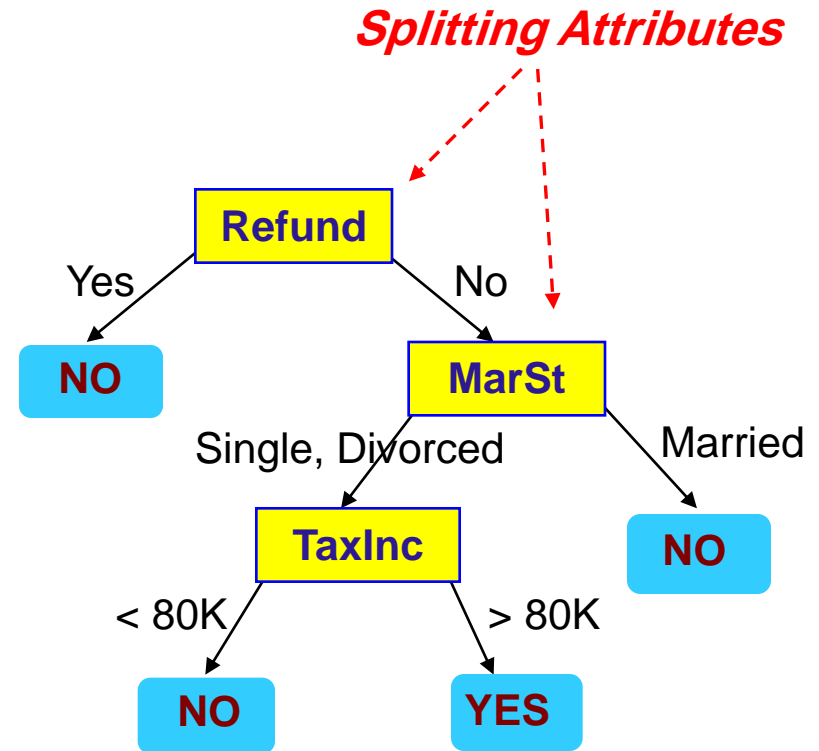 Splitting Attributes
Refund
Yes
No
NO
MarSt
Single, Divorced
Married
TaxInc
NO
< 80K
> 80K
NO
YES